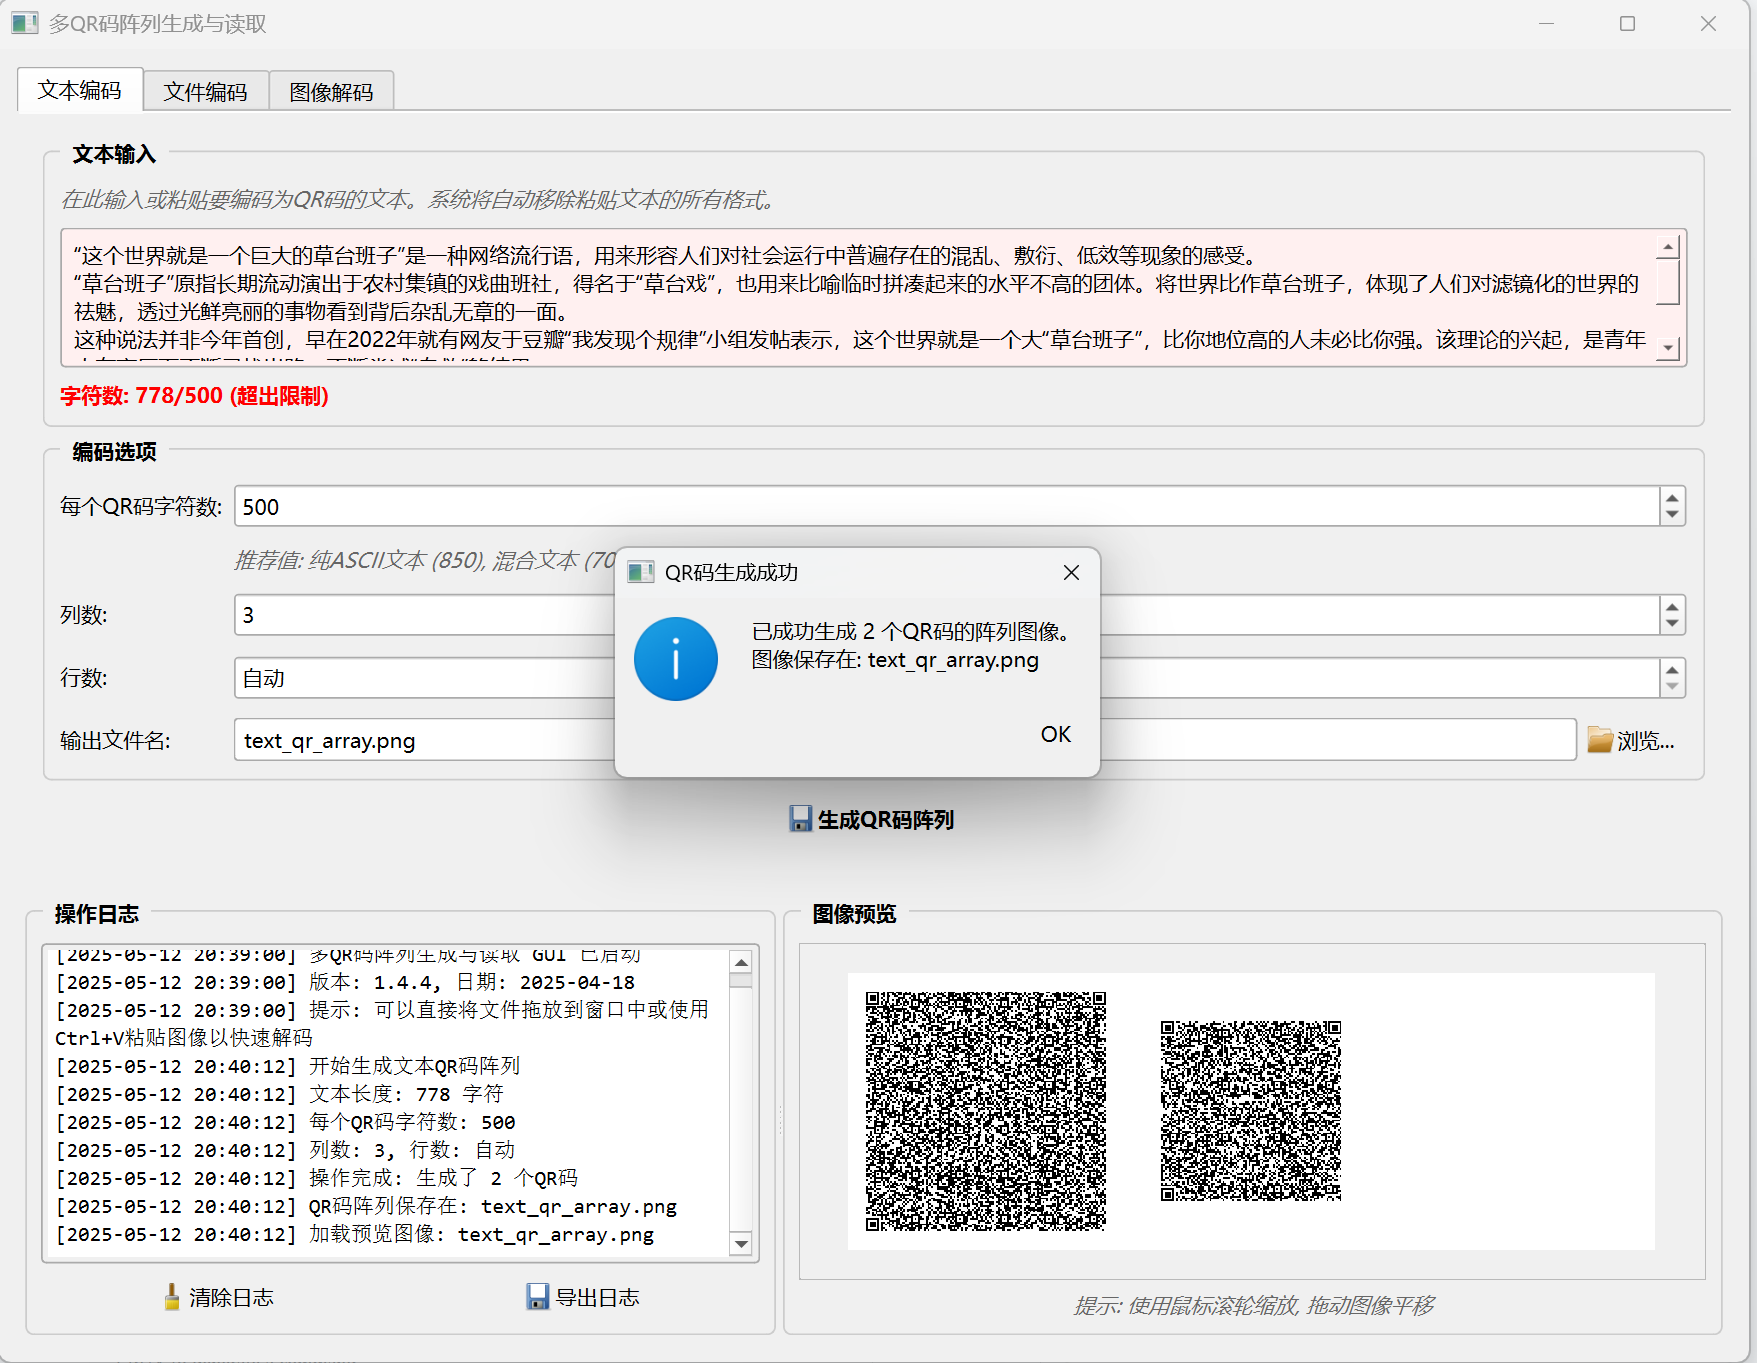 多QR码阵列生成与读取
文本编码 文件编码 图像解码
文本输入
在此输入或粘贴要编码为QR码的文本。系统将自动移除粘贴文本的所有格式。
“这个世界就是一个巨大的草台班子”是一种网络流行语，用来形容人们对社会运行中普遍存在的混乱、敷衍、低效等现象的感受。
“草台班子”原指长期流动演出于农村集镇的戏曲班社，得名于“草台戏”，也用来比喻临时拼凑起来的水平不高的团体。将世界比作草台班子，体现了人们对滤镜化的世界的
祛魅，透过光鲜亮丽的事物看到背后杂乱无章的一面。
这种说法并非今年首创，早在2022年就有网友于豆瓣“我发现个规律”小组发帖表示，这个世界就是一个大“草台班子”，比你地位高的人未必比你强。该理论的兴起，是青年
字符数: 778/500 (超出限制)
编码选项
每个QR码字符数: 500
推荐值: 纯ASCII文本 (850), 混合文本 (70
列数: 3
行数: 自动
输出文件名: text_qr_array.png 浏览...
QR码生成成功
已成功生成 2 个QR码的阵列图像。
图像保存在: text_qr_array.png
OK
生成QR码阵列
操作日志
[2025-05-12 20:39:00] 多QR码阵列生成与读取 GUI 已启动
[2025-05-12 20:39:00] 版本: 1.4.4, 日期: 2025-04-18
[2025-05-12 20:39:00] 提示: 可以直接将文件拖放到窗口中或使用
Ctrl+V粘贴图像以快速解码
[2025-05-12 20:40:12] 开始生成文本QR码阵列
[2025-05-12 20:40:12] 文本长度: 778 字符
[2025-05-12 20:40:12] 每个QR码字符数: 500
[2025-05-12 20:40:12] 列数: 3, 行数: 自动
[2025-05-12 20:40:12] 操作完成: 生成了 2 个QR码
[2025-05-12 20:40:12] QR码阵列保存在: text_qr_array.png
[2025-05-12 20:40:12] 加载预览图像: text_qr_array.png
清除日志 导出日志
图像预览
提示: 使用鼠标滚轮缩放, 拖动图像平移